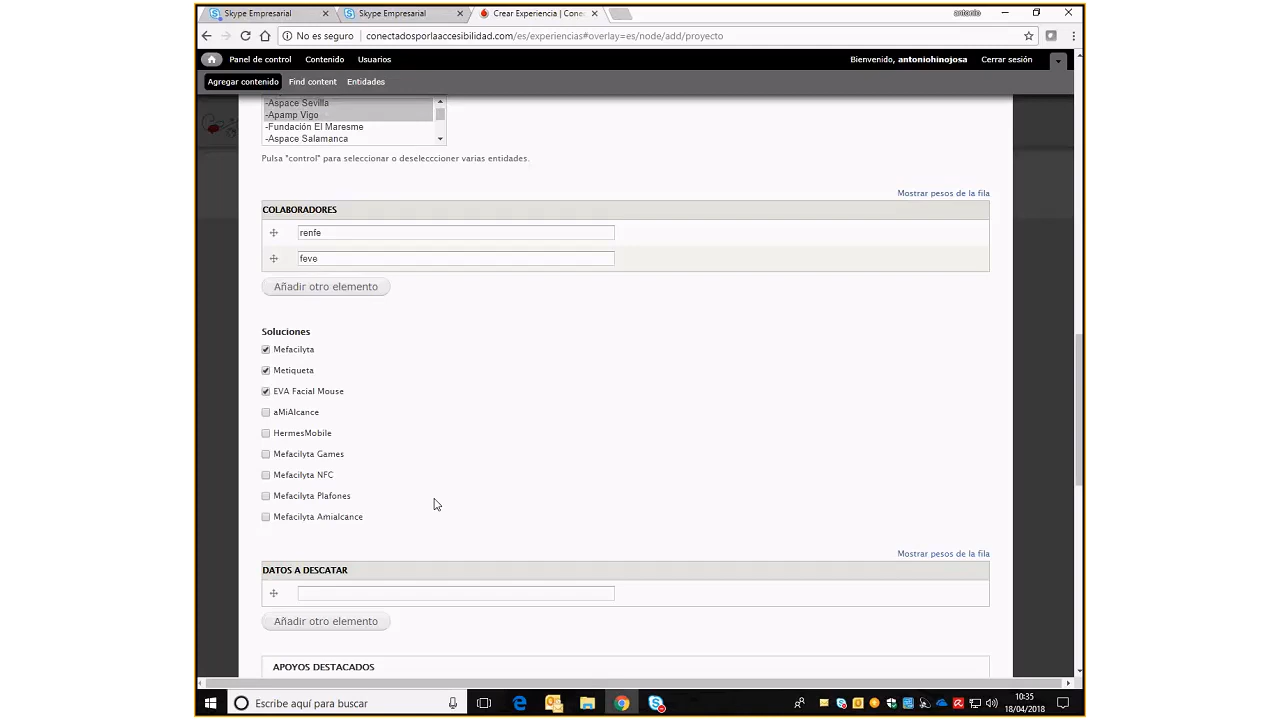 Skype Empresarial
Skype Empresarial
Crear Experiencia | Cone
antonio
No es seguro
conectadosporlaaccesibilidad.com/es/experiencias#overlay=es/node/add/proyecto
Panel de control Contenido Usuarios
Bienvenido, antoniohinojosa Cerrar sesión
Agregar contenido Find content Entidades
-Aspace Sevilla
-Apamp Vigo
-Fundación El Maresme
-Aspace Salamanca
Pulsa "control" para seleccionar o deselecccioner varias entidades.
Mostrar pesos de la fila
COLABORADORES
renfe
feve
Añadir otro elemento
Soluciones
Mefacilyta
Metiqueta
EVA Facial Mouse
aMiAlcance
HermesMobile
Mefacilyta Games
Mefacilyta NFC
Mefacilyta Plafones
Mefacilyta Amialcance
Mostrar pesos de la fila
DATOS A DESCATAR
Añadir otro elemento
APOYOS DESTACADOS
Escribe aquí para buscar
10:35
18/04/2018